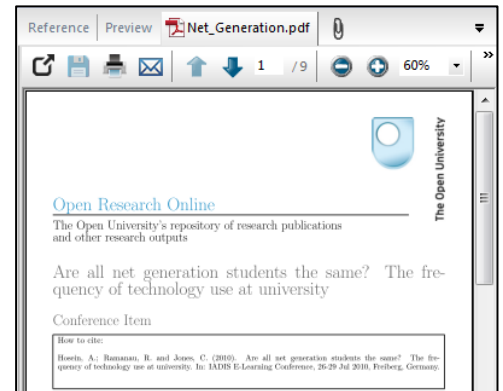 Reference Preview Net_Generation.pdf
1 /9 60% »
The Open University
Open Research Online
The Open University's repository of research publications
and other research outputs
Are all net generation students the same? The fre-
quency of technology use at university
Conference Item
How to cite:
Hosein, A.; Ramanau, R. and Jones, C. (2010). Are all net generation students the same? The fre-
quency of technology use at university. In: IADIS E-Learning Conference, 26-29 Jul 2010, Freiberg, Germany.